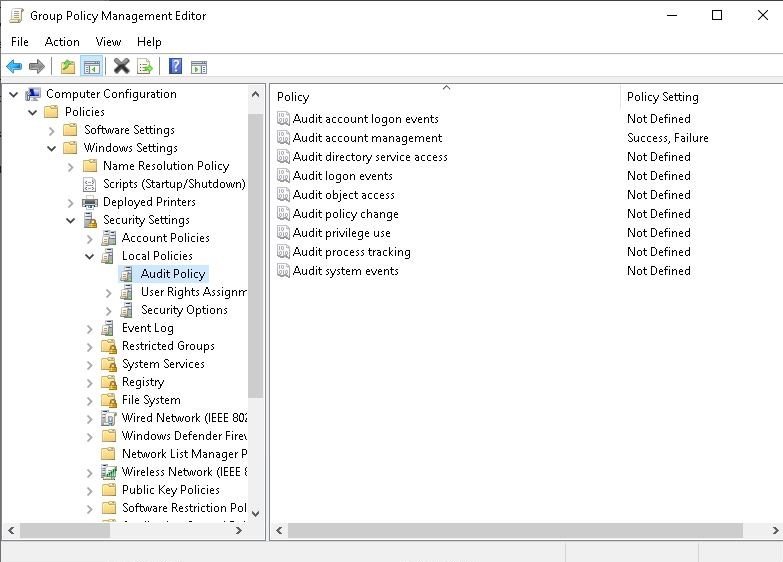 Group Policy Management Editor
File Action View Help
Computer Configuration
Policies
Software Settings
Windows Settings
Name Resolution Policy
Scripts (Startup/Shutdown)
Deployed Printers
Security Settings
Account Policies
Local Policies
Audit Policy
User Rights Assignm
Security Options
Event Log
Restricted Groups
System Services
Registry
File System
Wired Network (IEEE 802
Windows Defender Firew
Network List Manager P
Wireless Network (IEEE 8
Public Key Policies
Software Restriction Pol
Policy Policy Setting
Audit account logon events Not Defined
Audit account management Success, Failure
Audit directory service access Not Defined
Audit logon events Not Defined
Audit object access Not Defined
Audit policy change Not Defined
Audit privilege use Not Defined
Audit process tracking Not Defined
Audit system events Not Defined